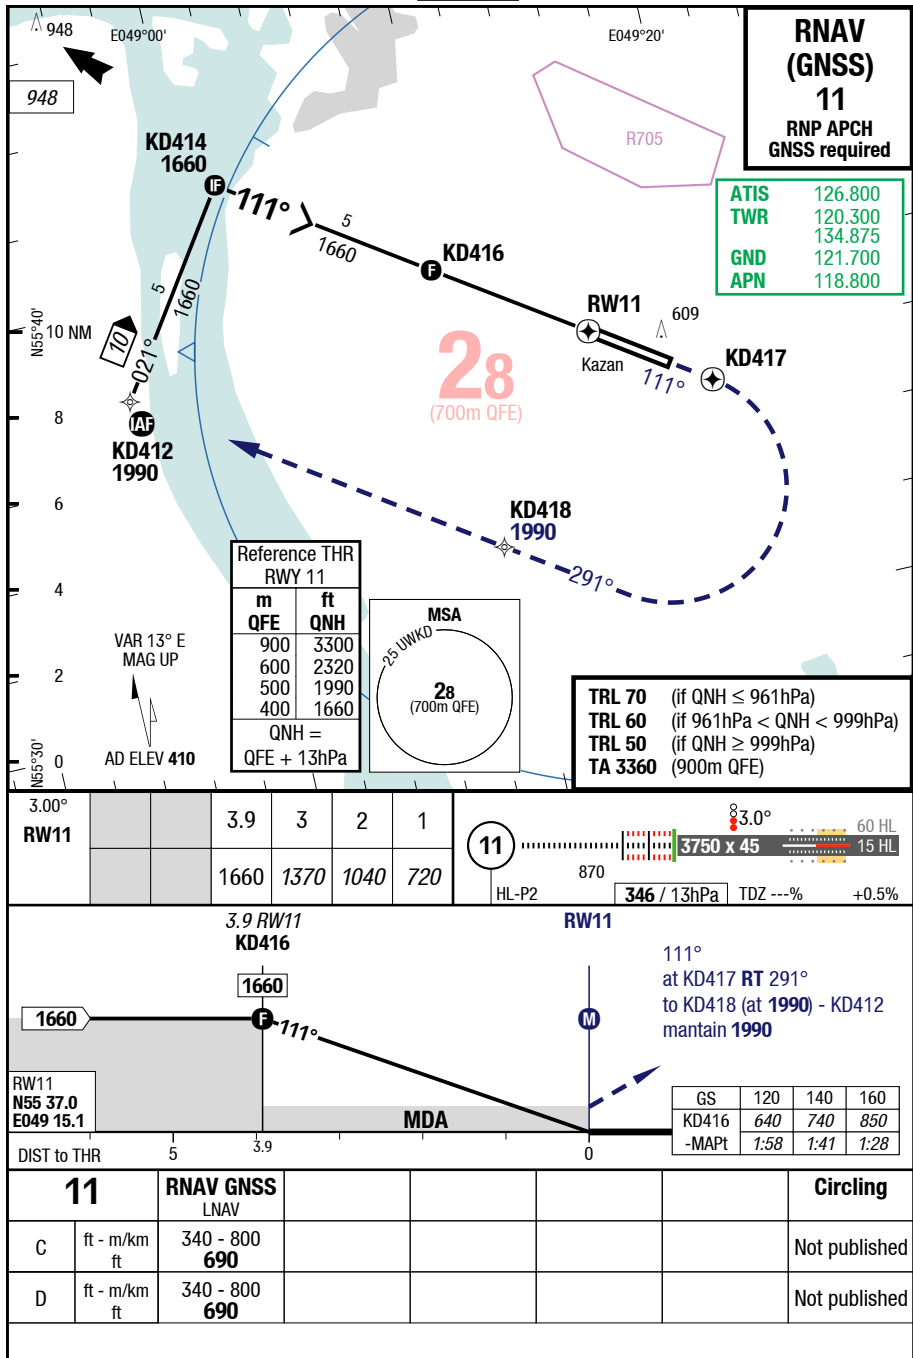 948
E049°00'
E049°20'
948
RNAV
(GNSS)
11
RNP APCH
GNSS required
R705
KD414
1660
IF
111°
5
1660
KD416
F
ATIS 126.800
TWR 120.300
134.875
GND 121.700
APN 118.800
5
1660
N55°40'
10 NM
10
021°
RW11
609
Kazan
111°
KD417
28
(700m QFE)
8
IAF
KD412
1990
6
KD418
1990
291°
4
Reference THR
RWY 11
m ft
QFE QNH
900 3300
600 2320
500 1990
400 1660
QNH =
QFE + 13hPa
MSA
25 UWKD
28
(700m QFE)
VAR 13° E
MAG UP
2
AD ELEV 410
N55°30'
0
TRL 70 (if QNH ≤ 961hPa)
TRL 60 (if 961hPa < QNH < 999hPa)
TRL 50 (if QNH ≥ 999hPa)
TA 3360 (900m QFE)
3.00°
RW11
3.9 3 2 1
1660 1370 1040 720
11
HL-P2
870
3.0°
3750 x 45
60 HL
15 HL
346 / 13hPa
TDZ ---%
+0.5%
3.9 RW11
KD416
RW11
1660
1660
F
111°
M
111°
at KD417 RT 291°
to KD418 (at 1990) - KD412
mantain 1990
RW11
N55 37.0
E049 15.1
MDA
GS 120 140 160
KD416 640 740 850
-MAPt 1:58 1:41 1:28
DIST to THR
5
3.9
0
11 RNAV GNSS Circling
LNAV
C ft - m/km 340 - 800 Not published
ft 690
D ft - m/km 340 - 800 Not published
ft 690